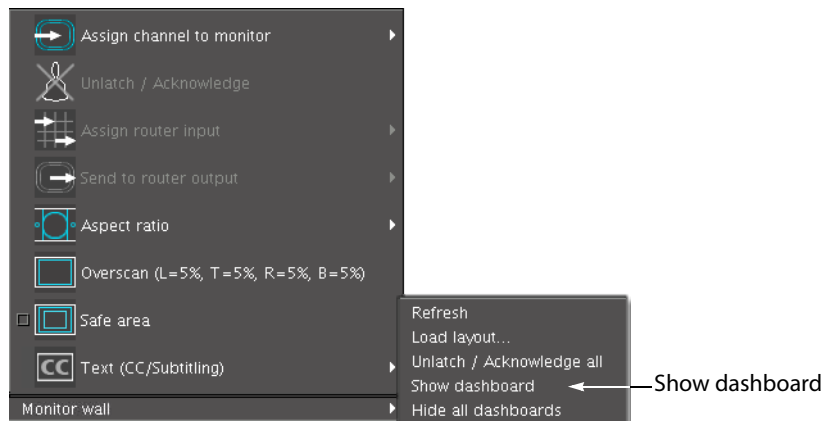 Assign channel to monitor
Unlatch / Acknowledge
Assign router input
Send to router output
Aspect ratio
Overscan (L=5%, T=5%, R=5%, B=5%)
Safe area
CC Text (CC/Subtitling)
Monitor wall
Refresh
Load layout...
Unlatch / Acknowledge all
Show dashboard
Hide all dashboards
Show dashboard